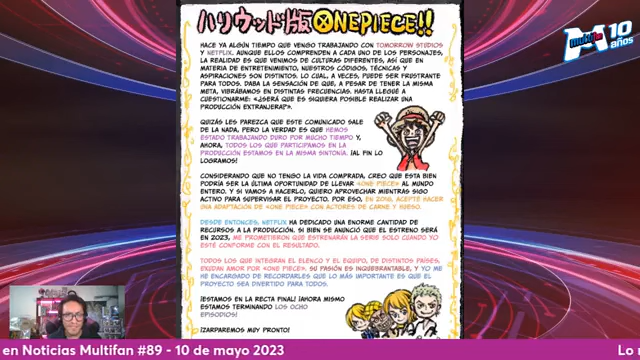 ハリウッド版ONEPIECE!!
multifan
10
años
HACE YA ALGÚN TIEMPO QUE VENGO TRABAJANDO CON TOMORROW STUDIOS
Y NETFLIX. AUNQUE ELLOS COMPRENDEN A CADA UNO DE LOS PERSONAJES,
LA REALIDAD ES QUE VENIMOS DE CULTURAS DIFERENTES, ASÍ QUE EN
MATERIA DE ENTRETENIMIENTO, NUESTROS CÓDIGOS, TÉCNICAS Y
ASPIRACIONES SON DISTINTOS. LO CUAL, A VECES, PUEDE SER FRUSTRANTE
PARA TODOS. DABA LA SENSACIÓN DE QUE, A PESAR DE TENER LA MISMA
META, VIBRÁBAMOS EN DISTINTAS FRECUENCIAS. HASTA LLEGUÉ A
CUESTIONARME: «¿SERÁ QUE ES SIQUIERA POSIBLE REALIZAR UNA
PRODUCCIÓN EXTRANJERA?».
QUIZÁS LES PAREZCA QUE ESTE COMUNICADO SALE
DE LA NADA, PERO LA VERDAD ES QUE HEMOS
ESTADO TRABAJANDO DURO POR MUCHO TIEMPO Y,
AHORA, TODOS LOS QUE PARTICIPAMOS EN LA
PRODUCCIÓN ESTAMOS EN LA MISMA SINTONÍA. ¡AL FIN LO
LOGRAMOS!
CONSIDERANDO QUE NO TENGO LA VIDA COMPRADA, CREO QUE ESTA BIEN
PODRÍA SER LA ÚLTIMA OPORTUNIDAD DE LLEVAR «ONE PIECE» AL MUNDO
ENTERO. Y SI VAMOS A HACERLO, QUIERO APROVECHAR MIENTRAS SIGO
ACTIVO PARA SUPERVISAR EL PROYECTO. POR ESO, EN 2016, ACEPTÉ HACER
UNA ADAPTACIÓN DE «ONE PIECE» CON ACTORES DE CARNE Y HUESO.
DESDE ENTONCES, NETFLIX HA DEDICADO UNA ENORME CANTIDAD DE
RECURSOS A LA PRODUCCIÓN. SI BIEN SE ANUNCIÓ QUE EL ESTRENO SERÁ
EN 2023, ME PROMETIERON QUE ESTRENARÁN LA SERIE SOLO CUANDO YO
ESTÉ CONFORME CON EL RESULTADO.
TODOS LOS QUE INTEGRAN EL ELENCO Y EL EQUIPO, DE DISTINTOS PAÍSES,
EXUDAN AMOR POR «ONE PIECE». SU PASIÓN ES INQUEBRANTABLE, Y YO ME
HE ENCARGADO DE RECORDARLES QUE LO MÁS IMPORTANTE ES QUE EL
PROYECTO SEA DIVERTIDO PARA TODOS.
¡ESTAMOS EN LA RECTA FINAL! ¡AHORA MISMO
ESTAMOS TERMINANDO LOS OCHO
EPISODIOS!
¡ZARPAREMOS MUY PRONTO!
en Noticias Multifan #89 - 10 de mayo 2023
Lo